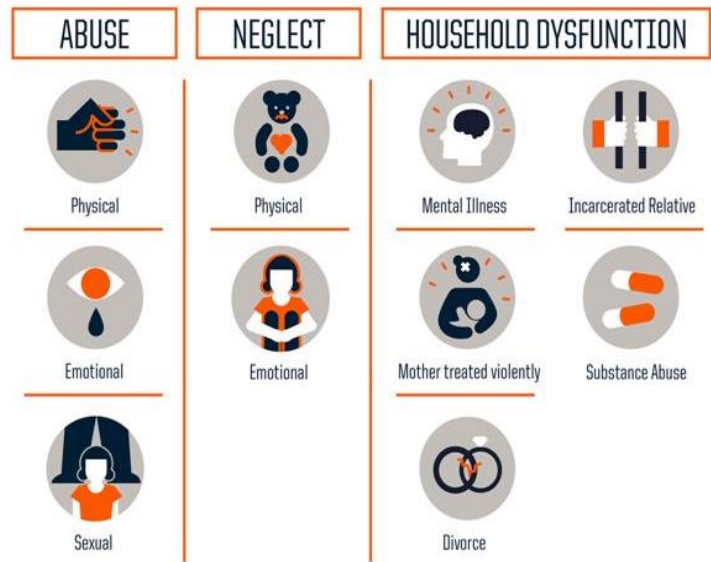 ABUSE
Physical
Emotional
Sexual
NEGLECT
Physical
Emotional
HOUSEHOLD DYSFUNCTION
Mental Illness
Incarcerated Relative
Mother treated violently
Substance Abuse
Divorce